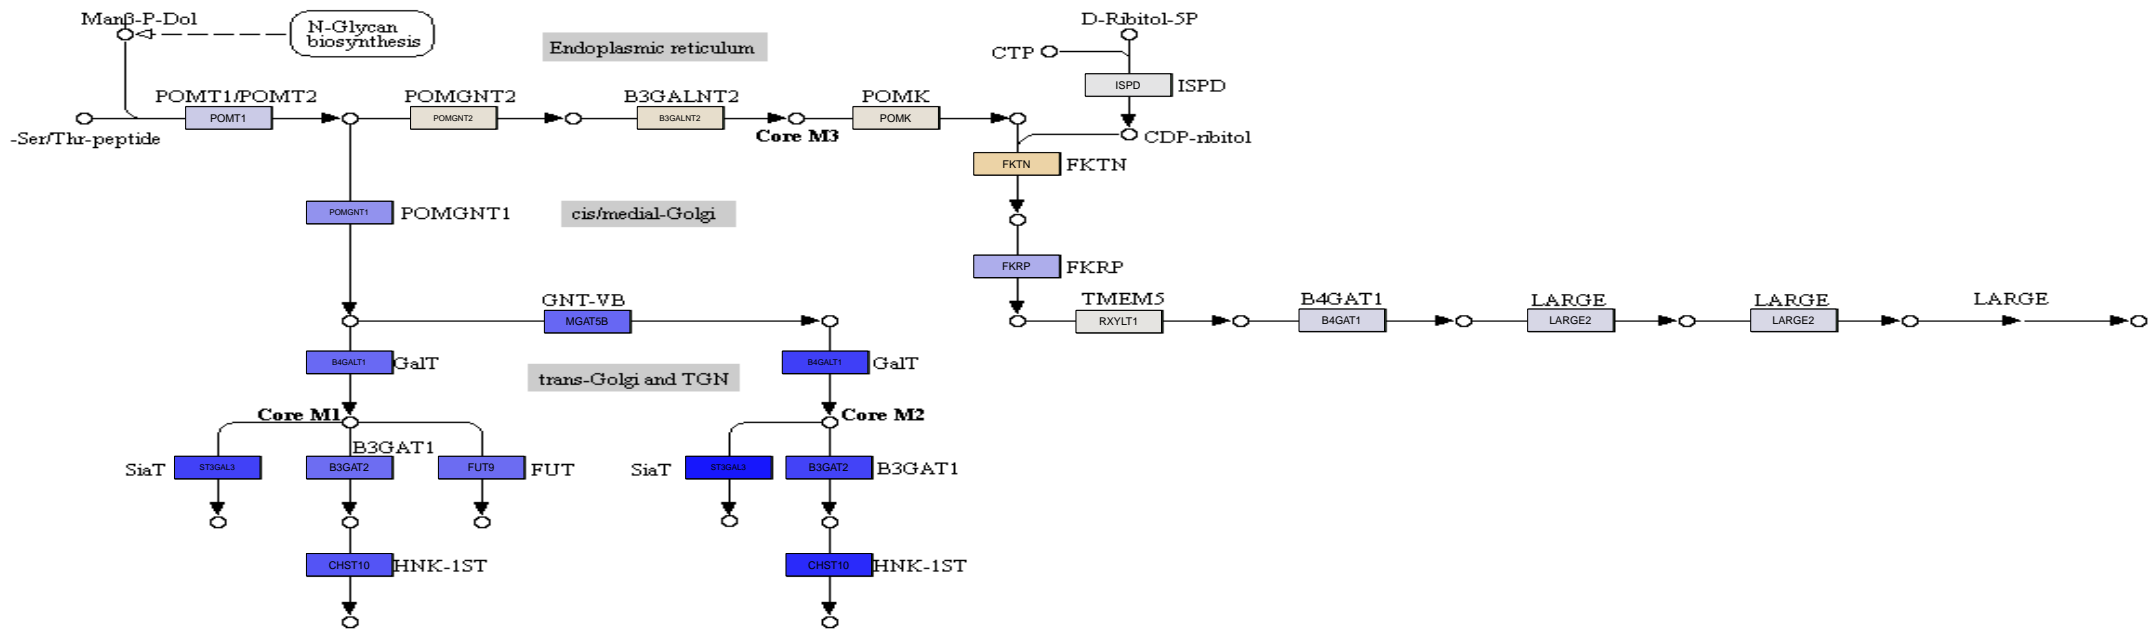 Manβ-P-Dol
N-Glycan
biosynthesis
Endoplasmic reticulum
D-Ribitol-5P
CTP
ISPD
ISPD
POMT1/POMT2
POMGNT2
B3GALNT2
POMK
POMT1
POMGNT2
B3GALNT2
POMK
-Ser/Thr-peptide
Core M3
CDP-ribitol
FKTN
FKTN
POMGNT1
POMGNT1
cis/medial-Golgi
FKRP
FKRP
GNT-VB
TMEM5
B4GAT1
LARGE
LARGE
LARGE
MGAT5B
RXYLT1
B4GAT1
LARGE2
LARGE2
B4GALT1
GalT
B4GALT1
GalT
trans-Golgi and TGN
Core M1
Core M2
B3GAT1
SiaT
ST3GAL3
B3GAT2
FUT9
FUT
SiaT
ST3GAL3
B3GAT2
B3GAT1
CHST10
HNK-1ST
CHST10
HNK-1ST